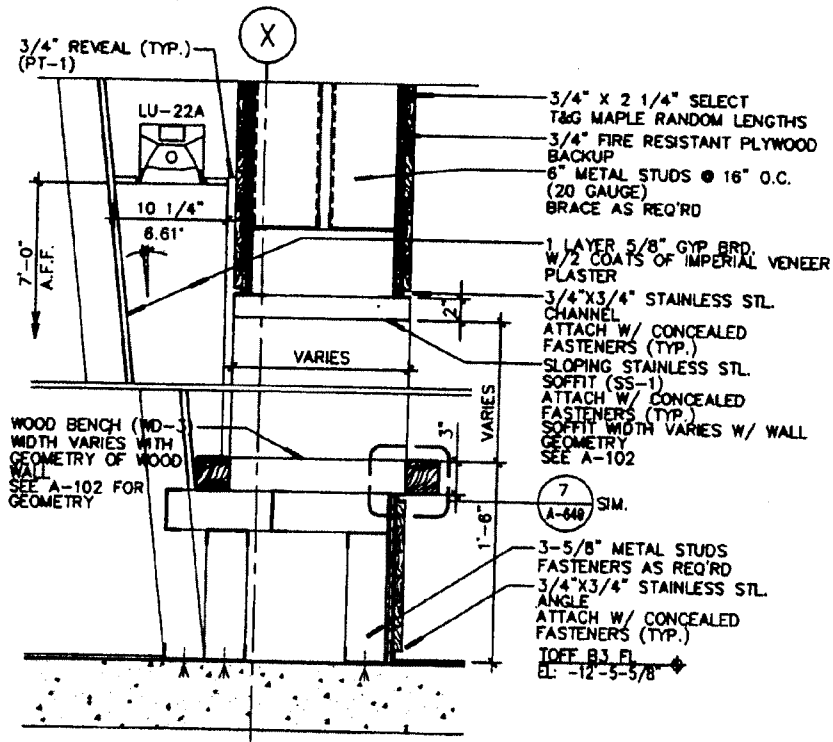 X
3/4" REVEAL (TYP.)
(PT-1)
LU-22A
10 1/4"
6.61°
7'-0"
A.F.F.
3/4" X 2 1/4" SELECT
T&G MAPLE RANDOM LENGTHS
3/4" FIRE RESISTANT PLYWOOD
BACKUP
6" METAL STUDS @ 16" O.C.
(20 GAUGE)
BRACE AS REQ'RD
1 LAYER 5/8" GYP BRD.
W/2 COATS OF IMPERIAL VENEER
PLASTER
3/4"X3/4" STAINLESS STL.
CHANNEL
ATTACH W/ CONCEALED
FASTENERS (TYP.)
SLOPING STAINLESS STL.
SOFFIT (SS-1)
ATTACH W/ CONCEALED
FASTENERS (TYP.)
SOFFIT WIDTH VARIES W/ WALL
GEOMETRY
SEE A-102
2"
VARIES
VARIES
3"
WOOD BENCH (WD-3)
WIDTH VARIES WITH
GEOMETRY OF WOOD
WALL
SEE A-102 FOR
GEOMETRY
7
A-649
SIM.
1'-6"
3-5/8" METAL STUDS
FASTENERS AS REQ'RD
3/4"X3/4" STAINLESS STL.
ANGLE
ATTACH W/ CONCEALED
FASTENERS (TYP.)
TOFF B3 FL
EL: -12'-5-5/8"